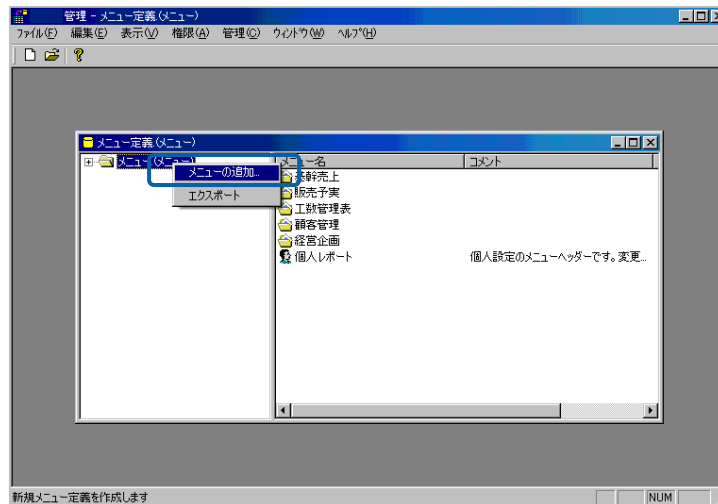 管理 - メニュー定義(メニュー)
ファイル(F) 編集(E) 表示(V) 権限(A) 管理(C) ウィンドウ(W) ヘルプ(H)
メニュー定義(メニュー)
メニュー(メニュー)
メニューの追加...
エクスポート
メニュー名 コメント
基幹売上
販売予実
工数管理表
顧客管理
経営企画
個人レポート 個人設定のメニューヘッダーです。変更...
新規メニュー定義を作成します NUM